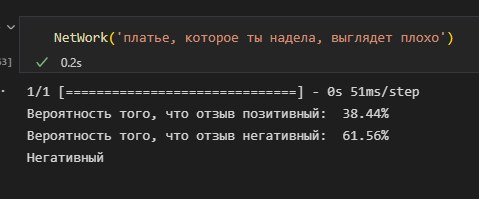 NetWork('платье, которое ты надела, выглядет плохо')
53]
0.2s
1/1 [==============================] - 0s 51ms/step
Вероятность того, что отзыв позитивный:  38.44%
Вероятность того, что отзыв негативный:  61.56%
Негативный